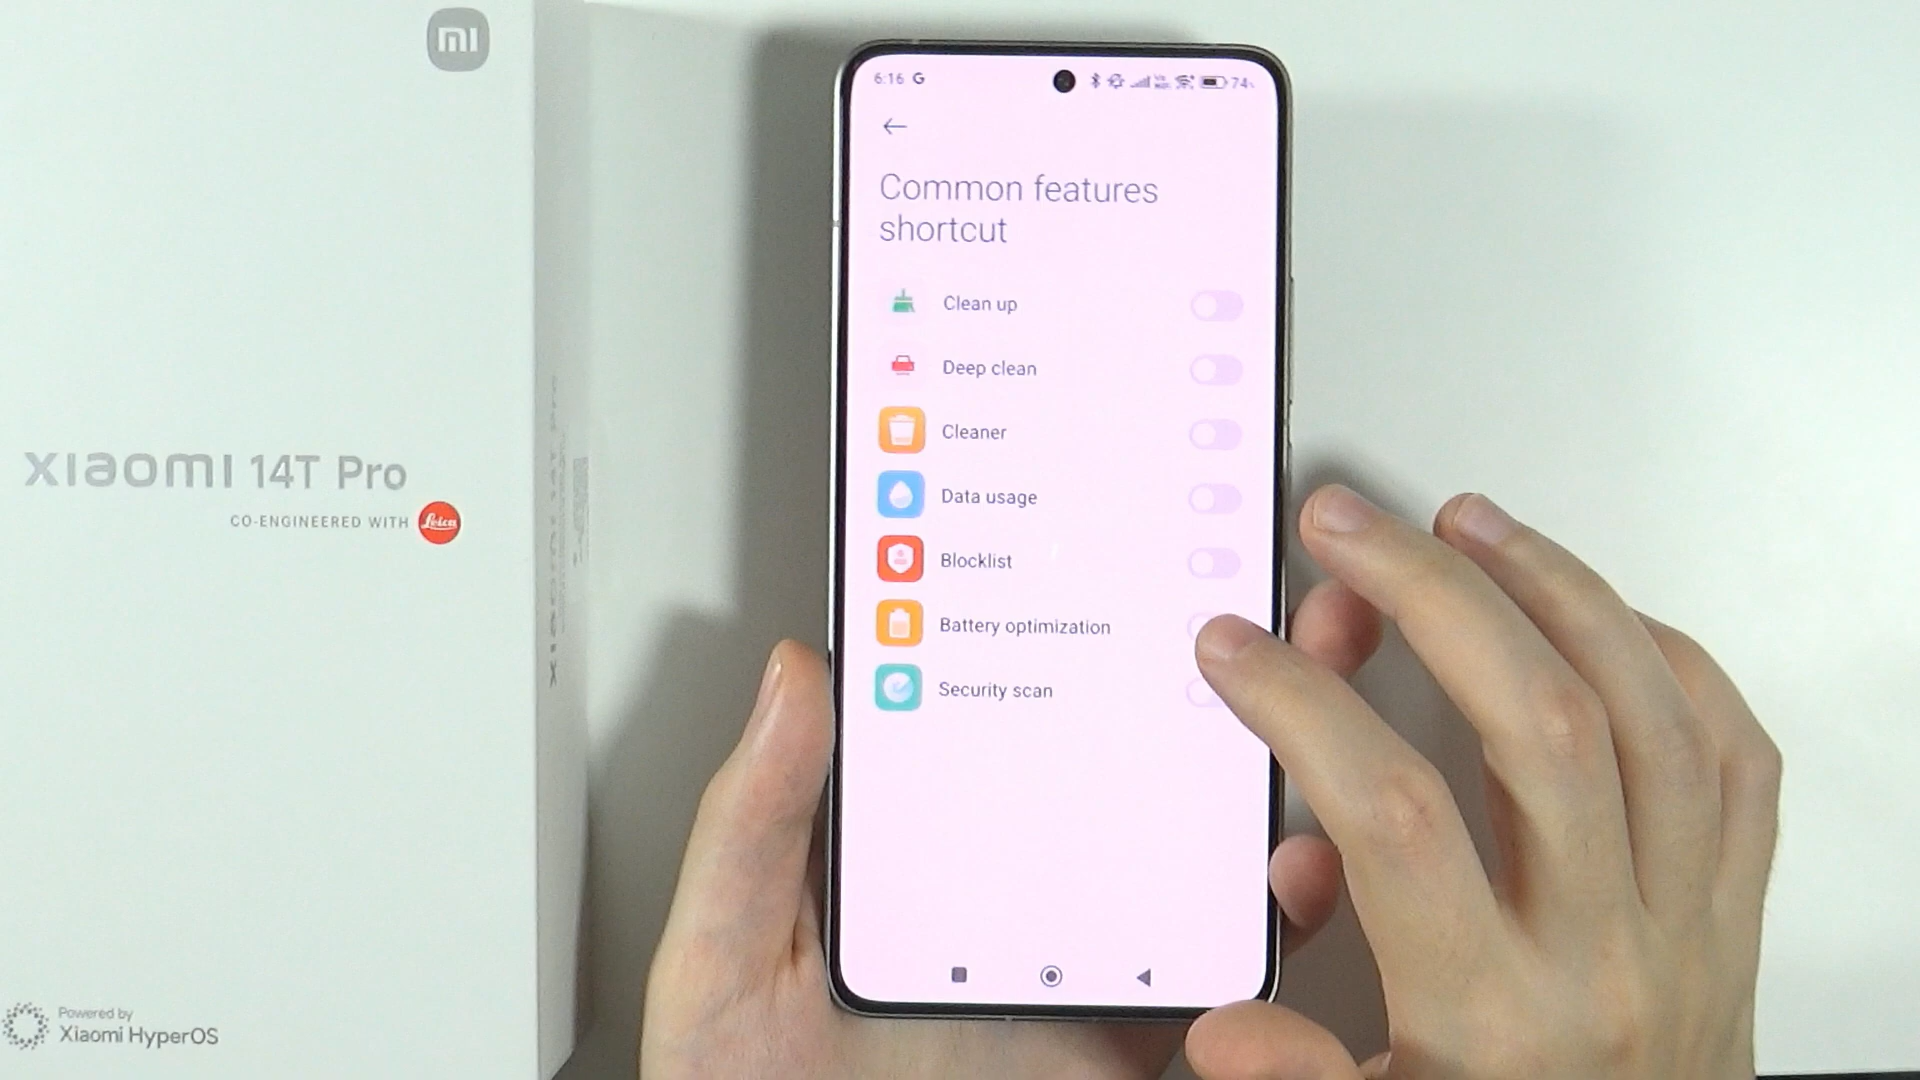 mi
xiaomi 14T Pro
CO-ENGINEERED WITH
Leica
Powered by
Xiaomi HyperOS
6:16 G
74
Common features
shortcut
Clean up
Deep clean
Cleaner
Data usage
Blocklist
Battery optimization
Security scan